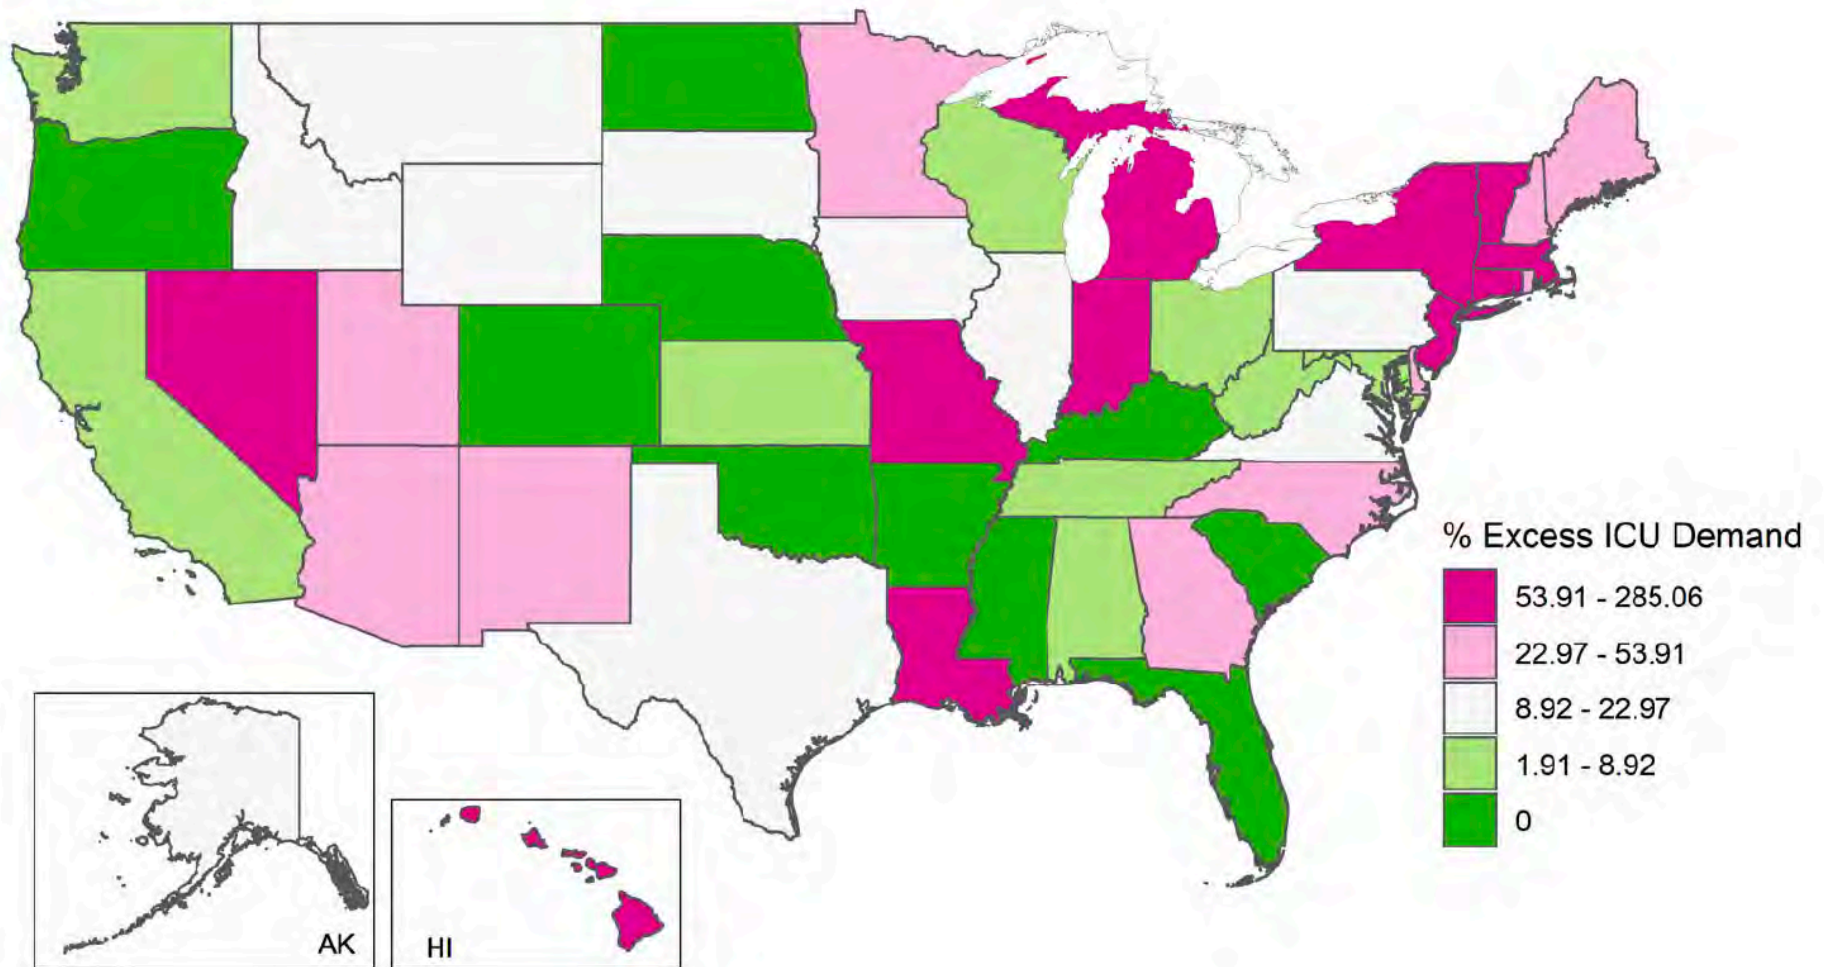 % Excess ICU Demand
53.91 - 285.06
22.97 - 53.91
8.92 - 22.97
1.91 - 8.92
0
AK
HI